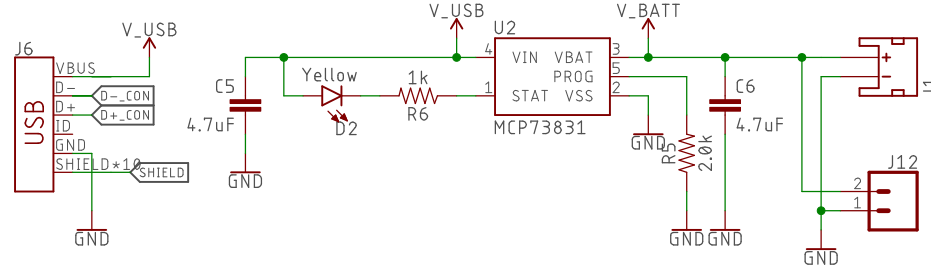 J6
USB
V_USB
VBUS
D-
D-_CON
D+
D+_CON
ID
GND
SHIELD*10
SHIELD
GND
V_USB
C5
4.7uF
GND
Yellow
D2
1k
R6
U2
4
VIN
VBAT
3
PROG
5
1
STAT
VSS
2
MCP73831
V_BATT
GND
R5
2.0k
GND
C6
4.7uF
GND
+
-
J12
2
1
GND